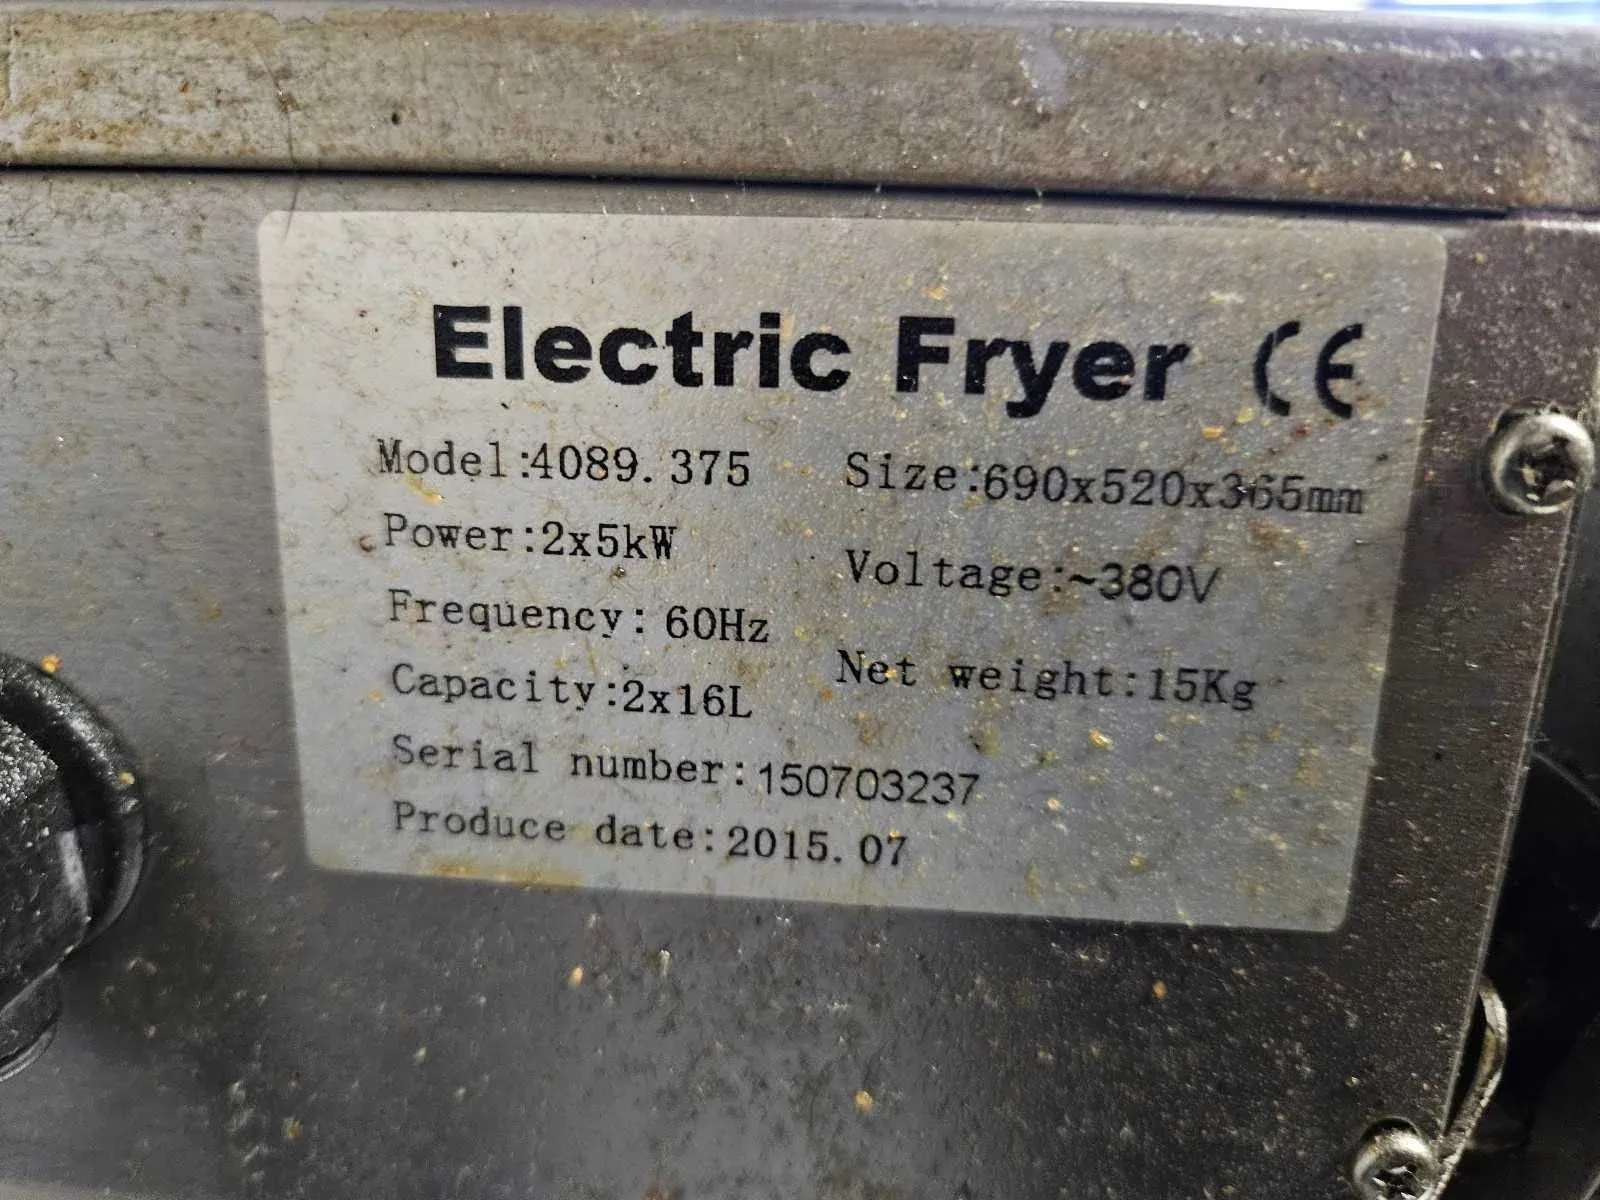 Electric Fryer CE
Model:4089.375
Size:690x520x365mm
Power:2x5kW
Voltage:~380V
Frequency: 60Hz
Net weight:15Kg
Capacity:2x16L
Serial number:150703237
Produce date:2015.07